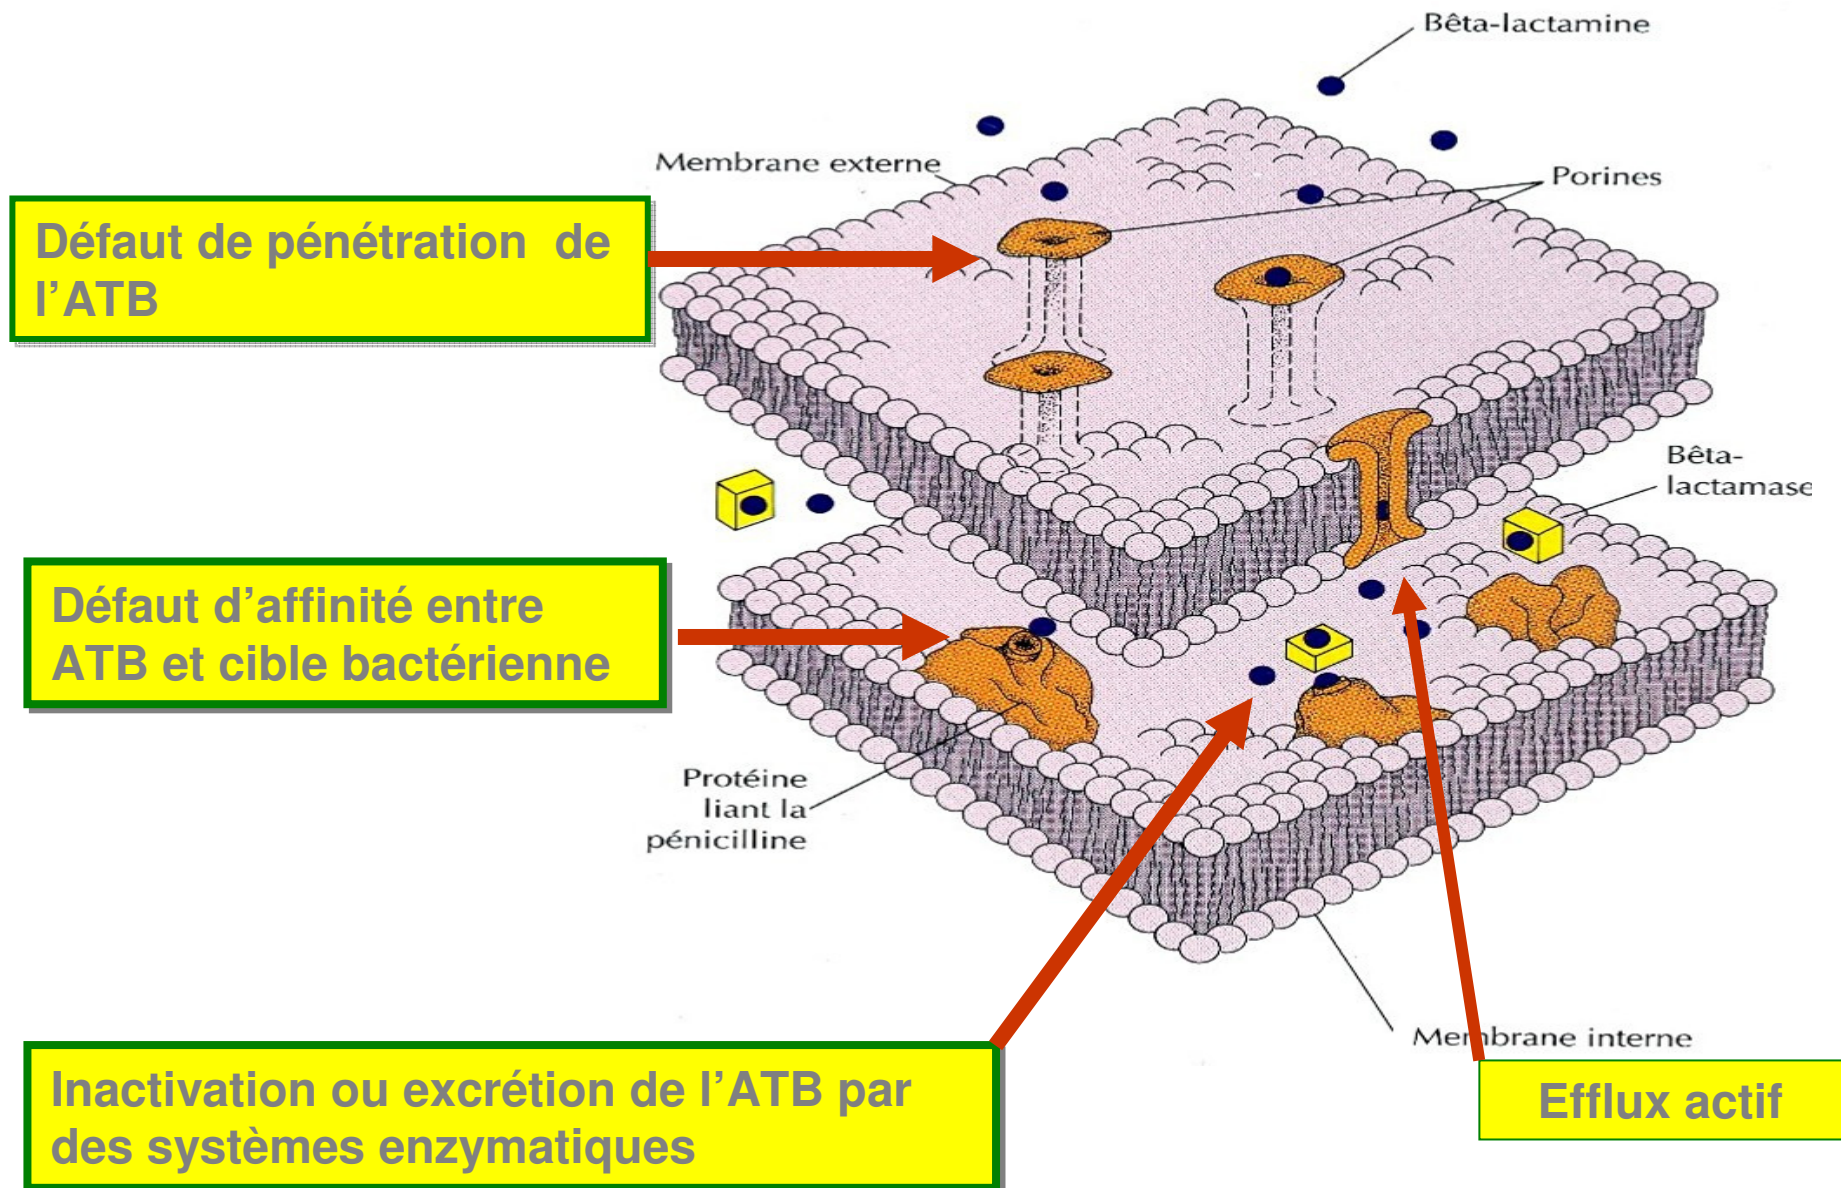 Bêta-lactamine
Membrane externe
Porines
Défaut de pénétration de
l’ATB
Bêta-
lactamase
Défaut d’affinité entre
ATB et cible bactérienne
Protéine
liant la
pénicilline
Membrane interne
Inactivation ou excrétion de l’ATB par
des systèmes enzymatiques
Efflux actif